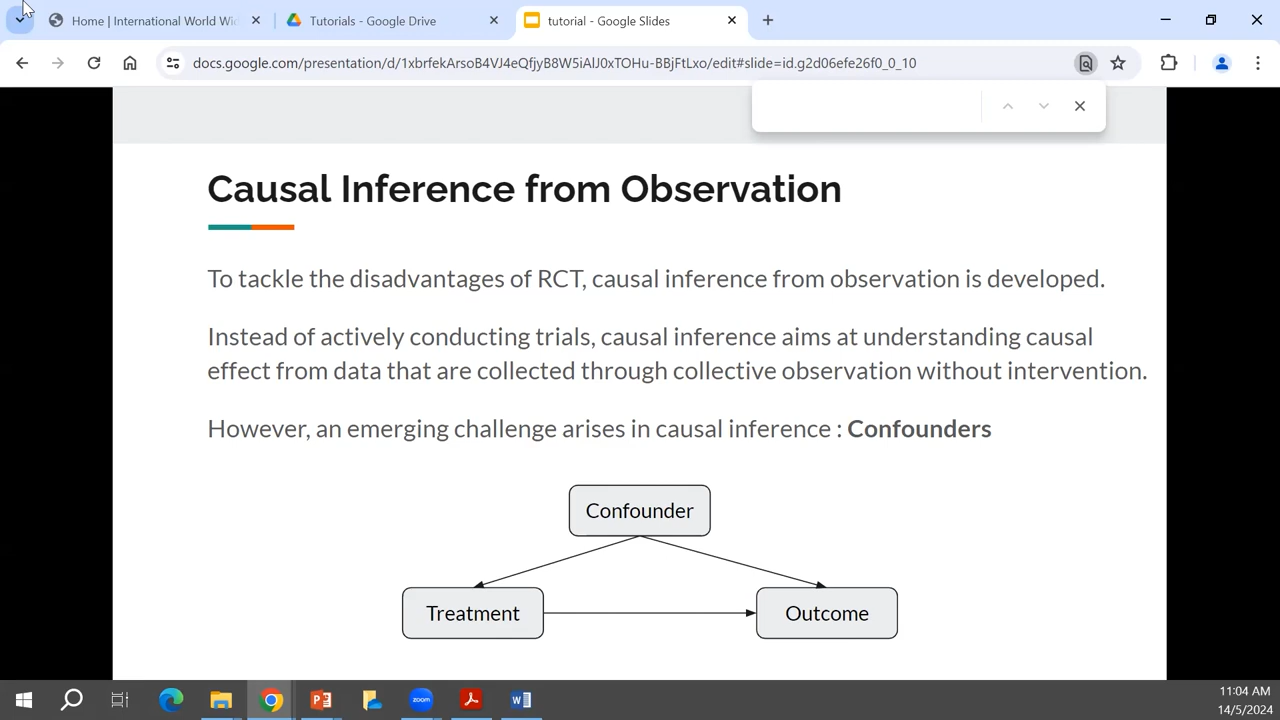 Home | International World Wi
Tutorials - Google Drive
tutorial - Google Slides
docs.google.com/presentation/d/1xbrfekArsoB4VJ4eQfjyB8W5iAlJ0xTOHu-BBjFtLxo/edit#slide=id.g2d06efe26f0_0_10
Causal Inference from Observation
To tackle the disadvantages of RCT, causal inference from observation is developed.
Instead of actively conducting trials, causal inference aims at understanding causal
effect from data that are collected through collective observation without intervention.
However, an emerging challenge arises in causal inference : Confounders
Confounder
Treatment
Outcome
zoom
11:04 AM
14/5/2024